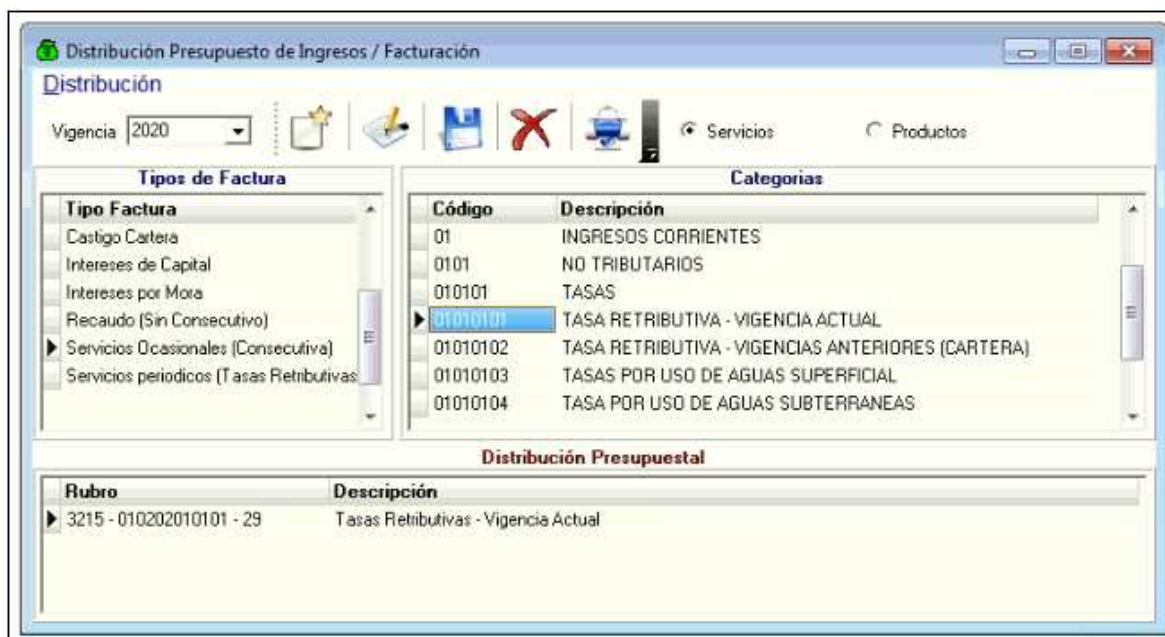 Distribución Presupuesto de Ingresos / Facturación
Distribución
Vigencia 2020 Servicios Productos
Tipos de Factura
Tipo Factura
Castigo Cartera
Intereses de Capital
Intereses por Mora
Recaudo (Sin Consecutivo)
Servicios Ocasionales (Consecutiva)
Servicios periodicos (Tasas Retributivas
Categorias
Código Descripción
01 INGRESOS CORRIENTES
0101 NO TRIBUTARIOS
010101 TASAS
01010101 TASA RETRIBUTIVA - VIGENCIA ACTUAL
01010102 TASA RETRIBUTIVA - VIGENCIAS ANTERIORES (CARTERA)
01010103 TASAS POR USO DE AGUAS SUPERFICIAL
01010104 TASA POR USO DE AGUAS SUBTERRANEAS
Distribución Presupuestal
Rubro Descripción
3215 - 010202010101 - 29 Tasas Retributivas - Vigencia Actual